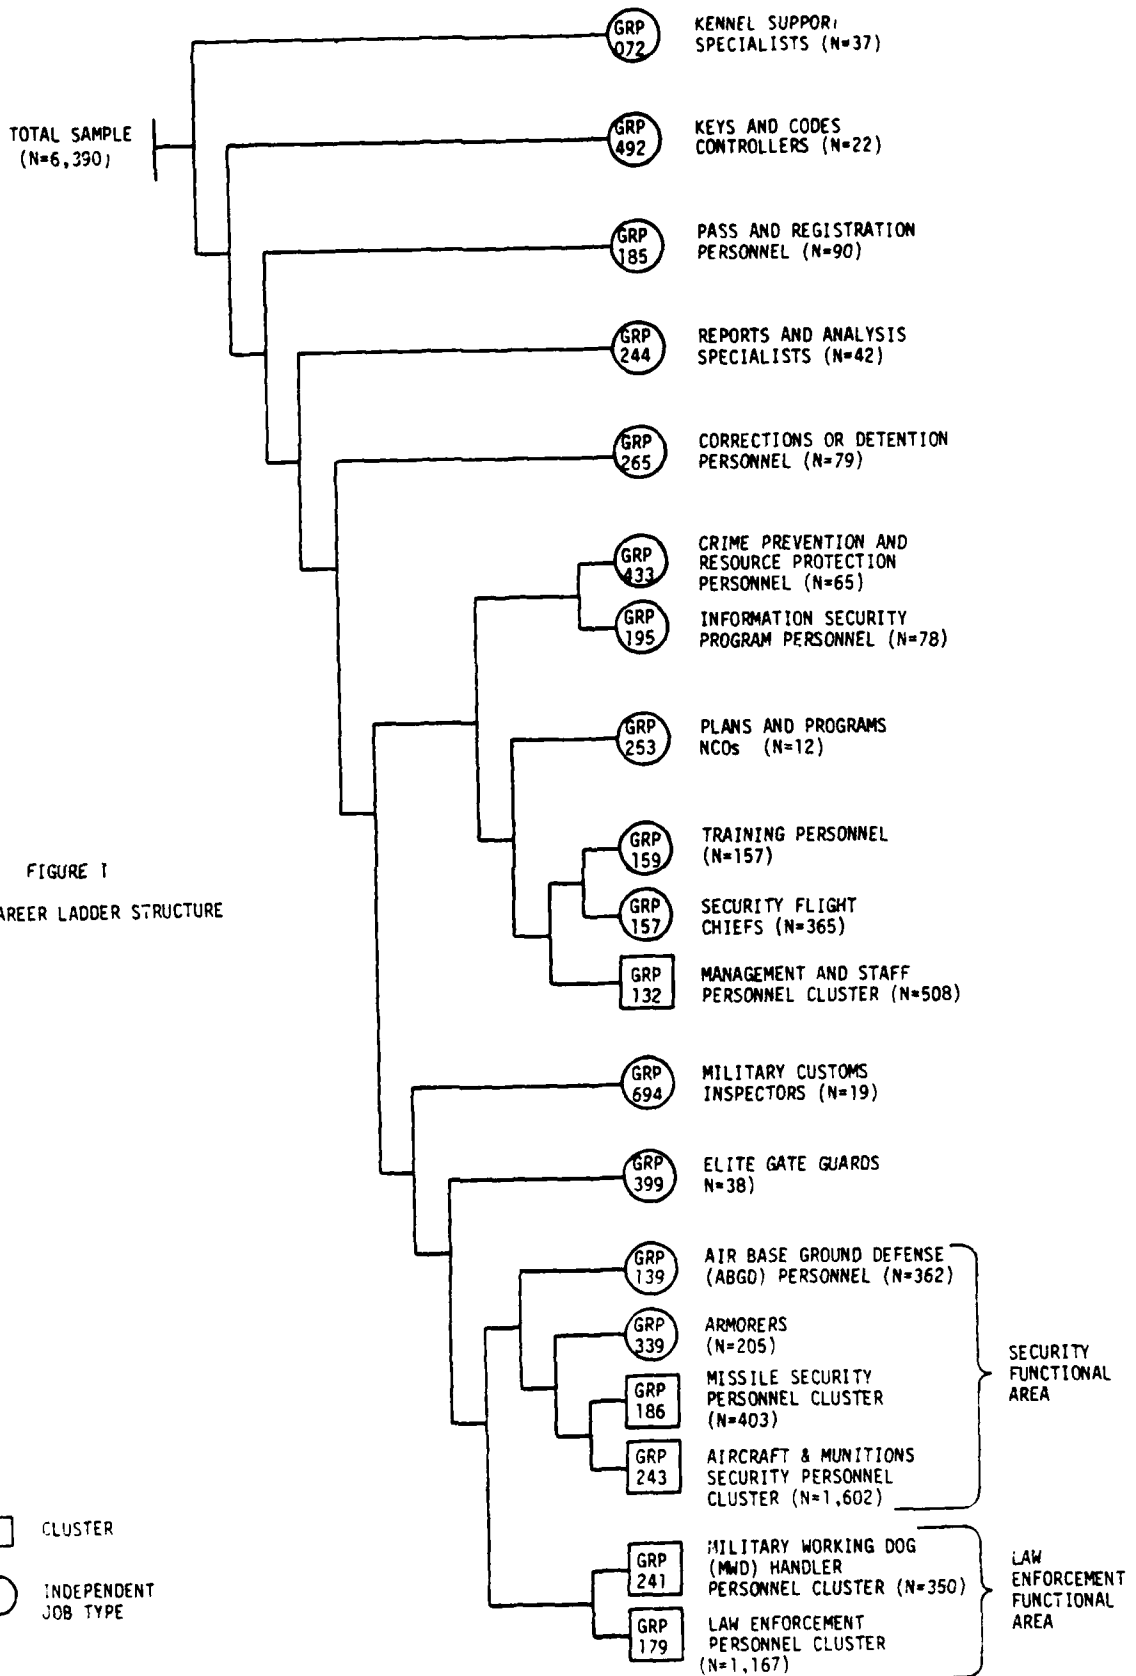 GRP
072
KENNEL SUPPORT
SPECIALISTS (N=37)
TOTAL SAMPLE
(N=6,390)
GRP
492
KEYS AND CODES
CONTROLLERS (N=22)
GRP
185
PASS AND REGISTRATION
PERSONNEL (N=90)
GRP
244
REPORTS AND ANALYSIS
SPECIALISTS (N=42)
GRP
265
CORRECTIONS OR DETENTION
PERSONNEL (N=79)
GRP
433
CRIME PREVENTION AND
RESOURCE PROTECTION
PERSONNEL (N=65)
GRP
195
INFORMATION SECURITY
PROGRAM PERSONNEL (N=78)
GRP
253
PLANS AND PROGRAMS
NCOs (N=12)
GRP
159
TRAINING PERSONNEL
(N=157)
FIGURE 1
AREER LADDER STRUCTURE
GRP
157
SECURITY FLIGHT
CHIEFS (N=365)
GRP
132
MANAGEMENT AND STAFF
PERSONNEL CLUSTER (N=508)
GRP
694
MILITARY CUSTOMS
INSPECTORS (N=19)
GRP
399
ELITE GATE GUARDS
N=38)
GRP
139
AIR BASE GROUND DEFENSE
(ABGD) PERSONNEL (N=362)
GRP
339
ARMORERS
(N=205)
GRP
186
MISSILE SECURITY
PERSONNEL CLUSTER
(N=403)
GRP
243
AIRCRAFT & MUNITIONS
SECURITY PERSONNEL
CLUSTER (N=1,602)
SECURITY
FUNCTIONAL
AREA
GRP
241
MILITARY WORKING DOG
(MWD) HANDLER
PERSONNEL CLUSTER (N=350)
GRP
179
LAW ENFORCEMENT
PERSONNEL CLUSTER
(N=1,167)
LAW
ENFORCEMENT
FUNCTIONAL
AREA
CLUSTER
INDEPENDENT
JOB TYPE